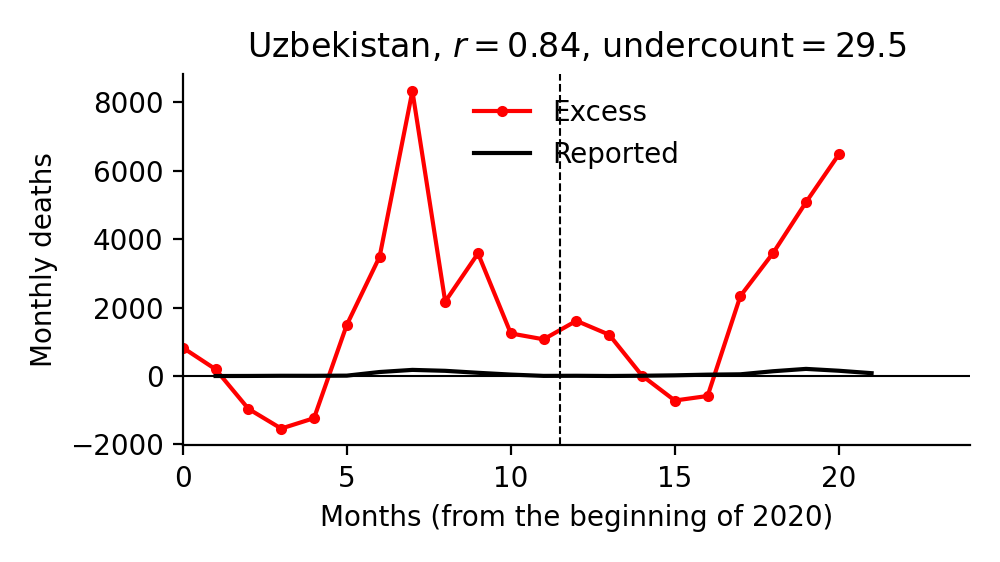 Uzbekistan, r = 0.84, undercount = 29.5
Monthly deaths
8000
6000
4000
2000
0
−2000
Excess
Reported
0 5 10 15 20
Months (from the beginning of 2020)